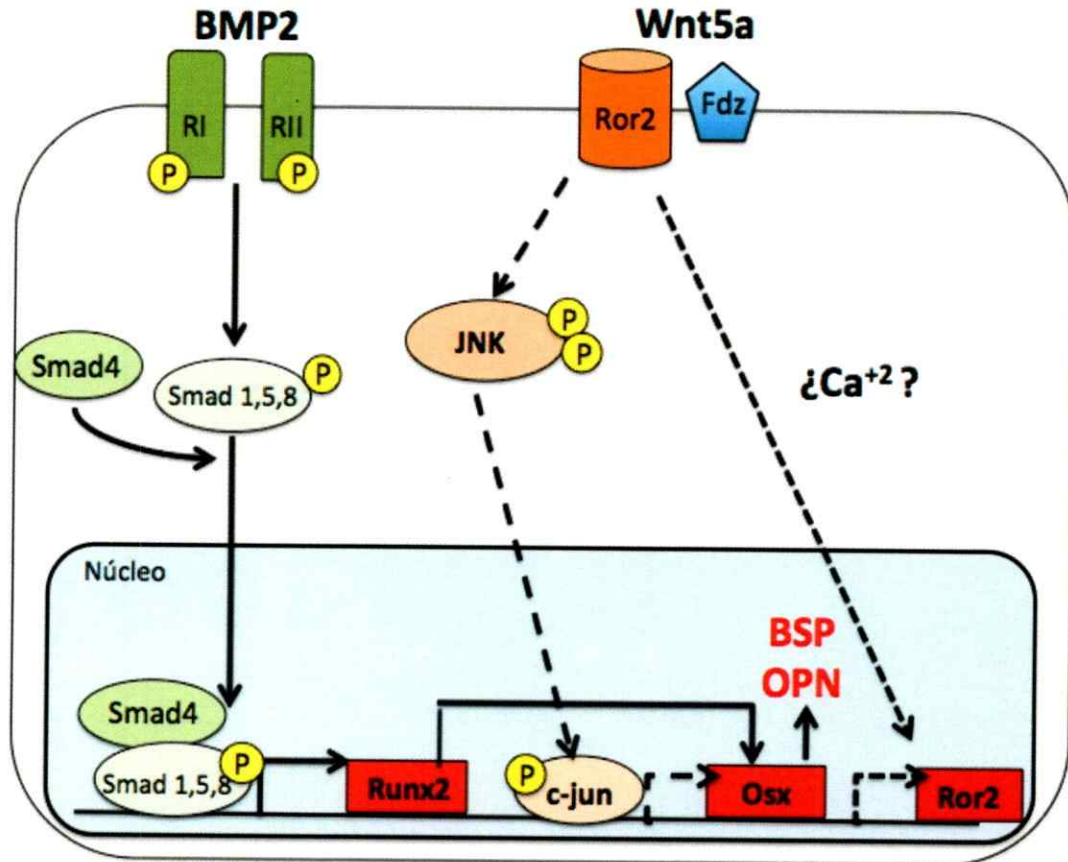 BMP2
Wnt5a
RI
RII
P
P
Ror2
Fdz
JNK
P
P
Smad4
Smad 1,5,8
P
¿Ca+2 ?
Núcleo
BSP
OPN
Smad4
Smad 1,5,8
P
Runx2
P
c-jun
Osx
Ror2